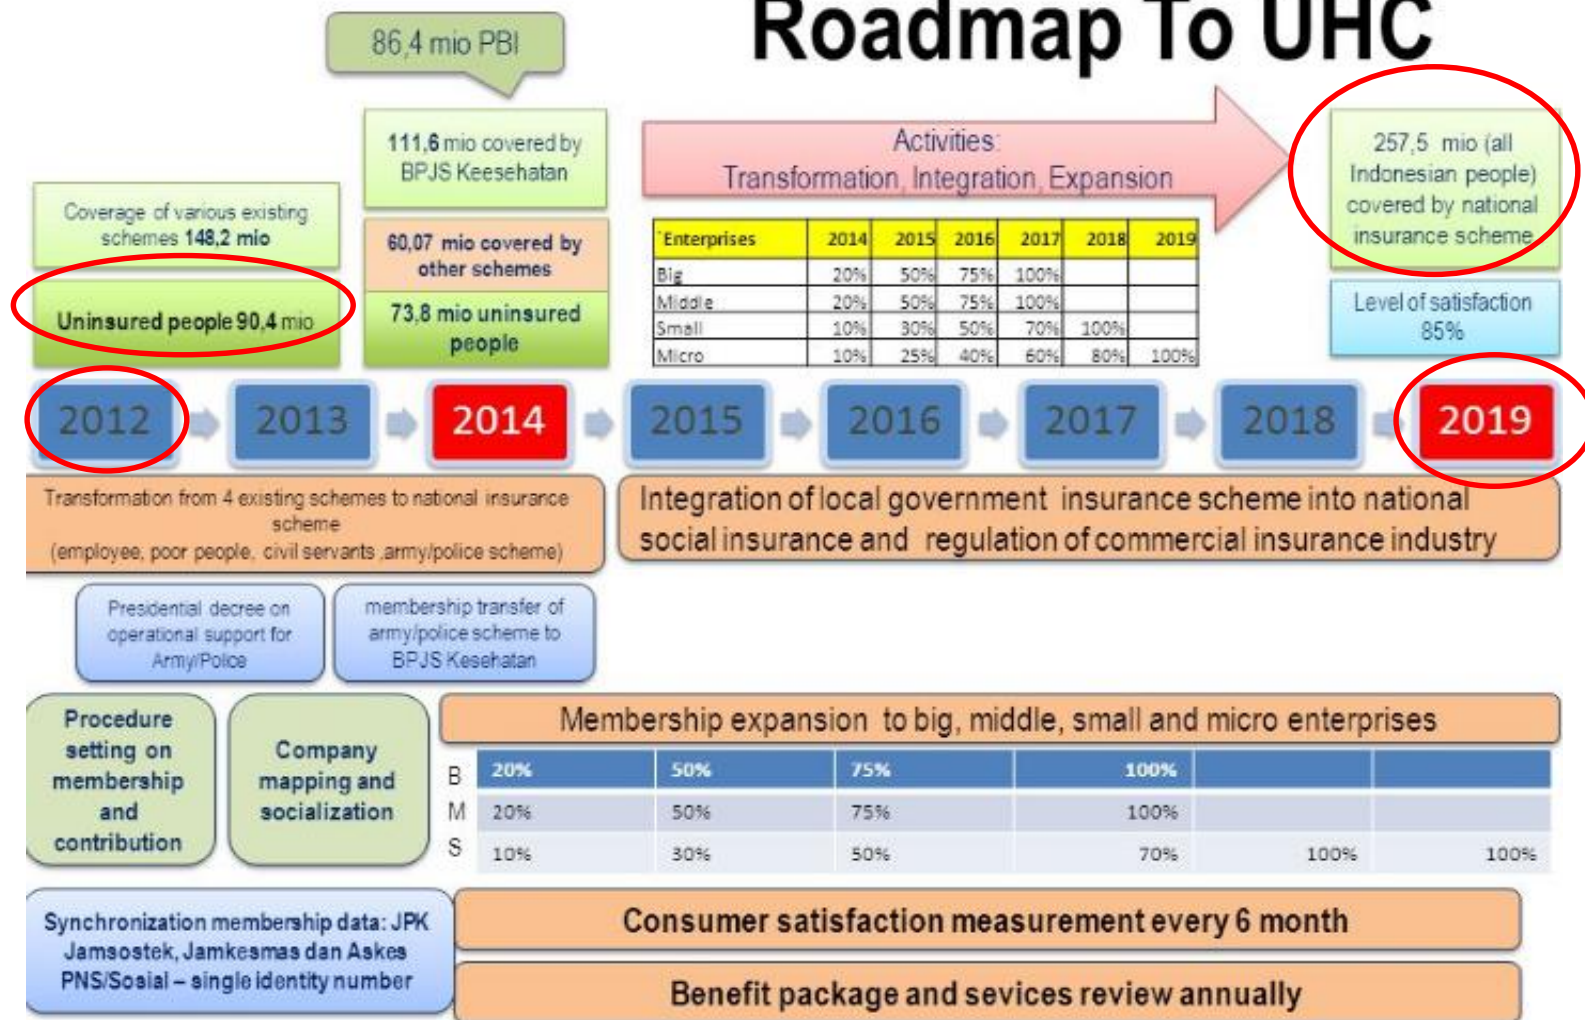 Roadmap To UHC
86,4 mio PBI
111,6 mio covered by
BPJS Keesehatan
Coverage of various existing
schemes 148,2 mio
60,07 mio covered by
other schemes
Uninsured people 90,4 mio
73,8 mio uninsured
people
Activities:
Transformation, Integration, Expansion
`Enterprises 2014 2015 2016 2017 2018 2019
Big 20% 50% 75% 100%
Middle 20% 50% 75% 100%
Small 10% 30% 50% 70% 100%
Micro 10% 25% 40% 60% 80% 100%
257,5 mio (all
Indonesian people)
covered by national
insurance scheme
Level of satisfaction
85%
2012 2013 2014 2015 2016 2017 2018 2019
Transformation from 4 existing schemes to national insurance
scheme
(employee, poor people, civil servants ,army/police scheme)
Integration of local government insurance scheme into national
social insurance and regulation of commercial insurance industry
Presidential decree on
operational support for
Army/Police
membership transfer of
army/police scheme to
BPJS Kesehatan
Procedure
setting on
membership
and
contribution
Company
mapping and
socialization
Membership expansion to big, middle, small and micro enterprises
B 20% 50% 75% 100%
M 20% 50% 75% 100%
S 10% 30% 50% 70% 100% 100%
Synchronization membership data: JPK
Jamsostek, Jamkesmas dan Askes
PNS/Sosial – single identity number
Consumer satisfaction measurement every 6 month
Benefit package and sevices review annually